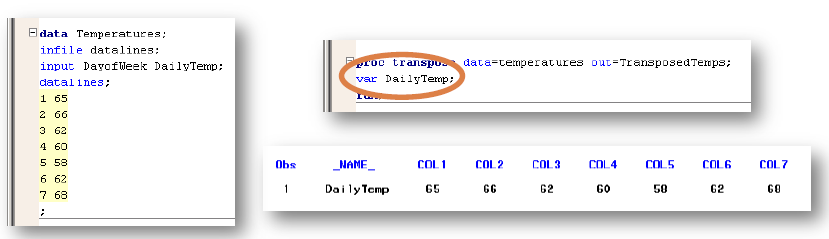 data Temperatures;
infile datalines;
input DayofWeek DailyTemp;
datalines;
1 65
2 66
3 62
4 60
5 58
6 62
7 68
;
proc transpose data=temperatures out=TransposedTemps;
var DailyTemp;
run;
Obs _NAME_ COL1 COL2 COL3 COL4 COL5 COL6 COL7
1 DailyTemp 65 66 62 60 58 62 68